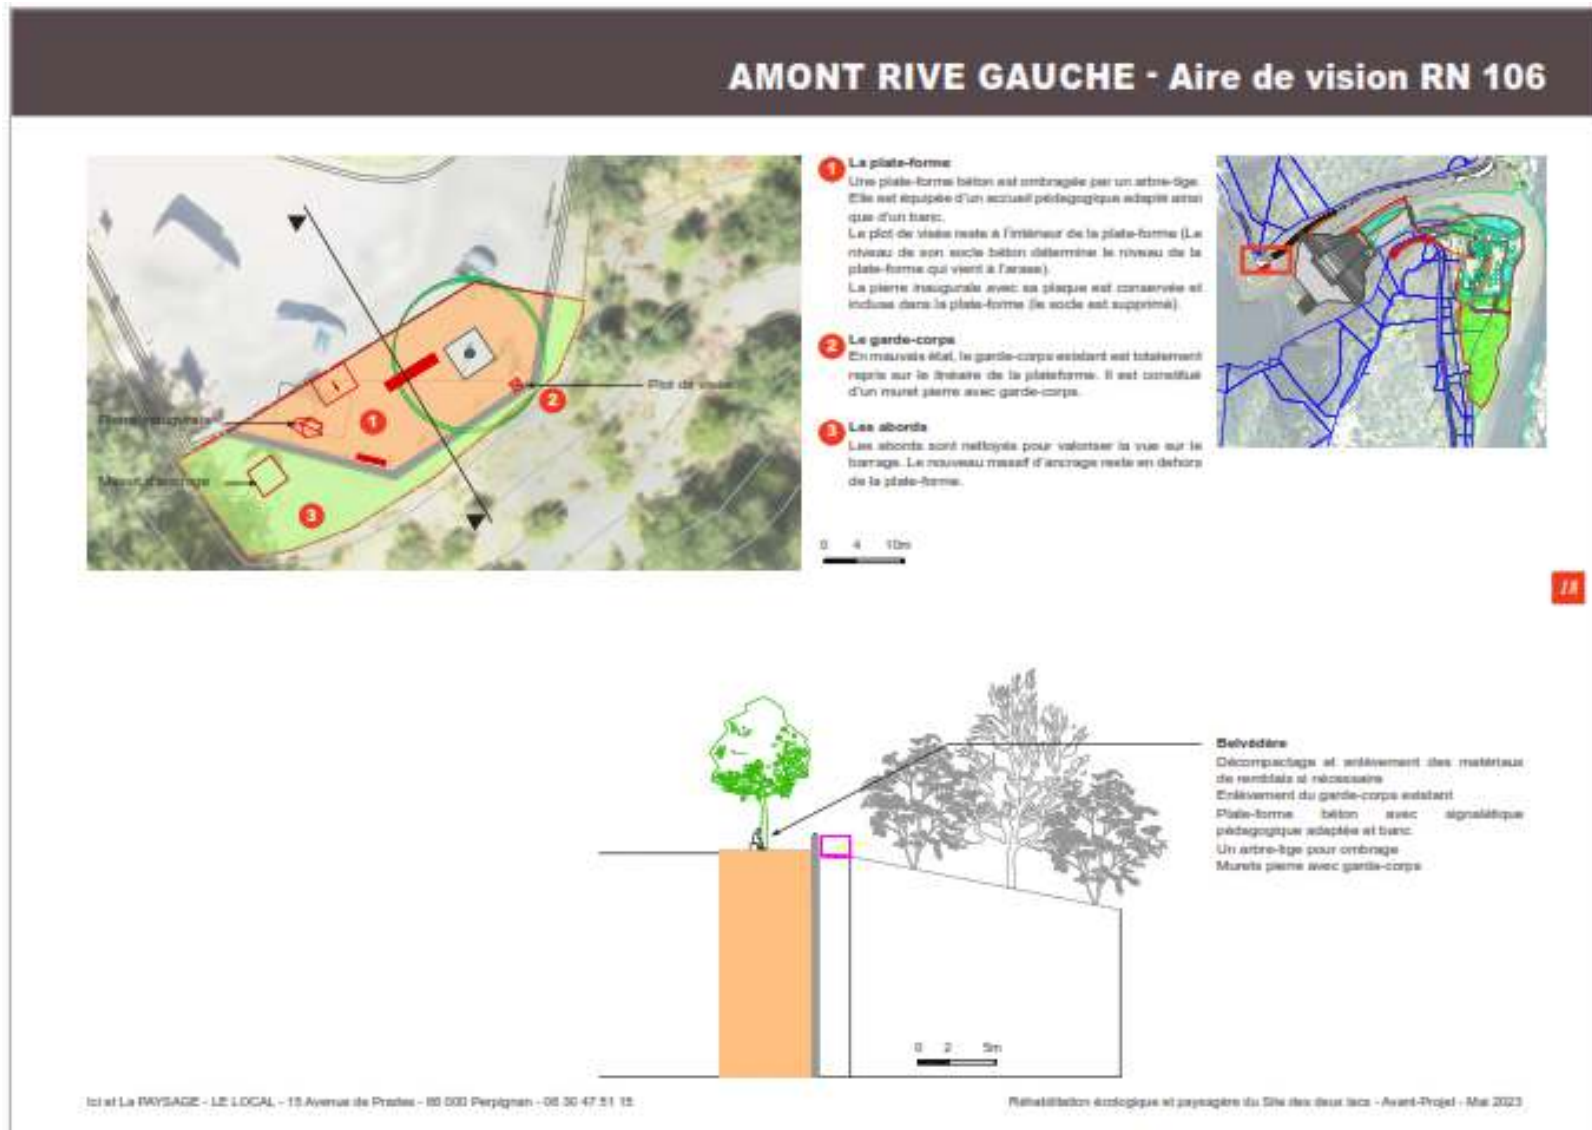 AMONT RIVE GAUCHE - Aire de vision RN 106
1
La plate-forme
Une plate-forme béton est ombragée par un arbre-tige.
Elle est équipée d'un accueil pédagogique adapté ainsi
que d'un banc.
Le plot de visée reste à l'intérieur de la plate-forme (Le
niveau de son socle béton détermine le niveau de la
plate-forme qui vient à l'arase).
La pierre inaugurale avec sa plaque est conservée et
incluse dans la plate-forme (le socle est supprimé).
2
Le garde-corps
En mauvais état, le garde-corps existant est totalement
repris sur le linéaire de la plateforme. Il est constitué
d'un muret pierre avec garde-corps.
3
Les abords
Les abords sont nettoyés pour valoriser la vue sur le
barrage. Le nouveau massif d'ancrage reste en dehors
de la plate-forme.
0 4 10m
Plot de visée
Pierre inaugurale
Massif d'ancrage
1
2
3
18
Belvédère
Décompactage et enlèvement des matériaux
de remblais si nécessaire
Enlèvement du garde-corps existant
Plate-forme béton avec signalétique
pédagogique adaptée et banc
Un arbre-tige pour ombrage
Murets pierre avec garde-corps
0 2 5m
Ici et La PAYSAGE - LE LOCAL - 15 Avenue de Prades - 66 000 Perpignan - 06 30 47 51 15
Réhabilitation écologique et paysagère du Site des deux lacs - Avant-Projet - Mai 2023